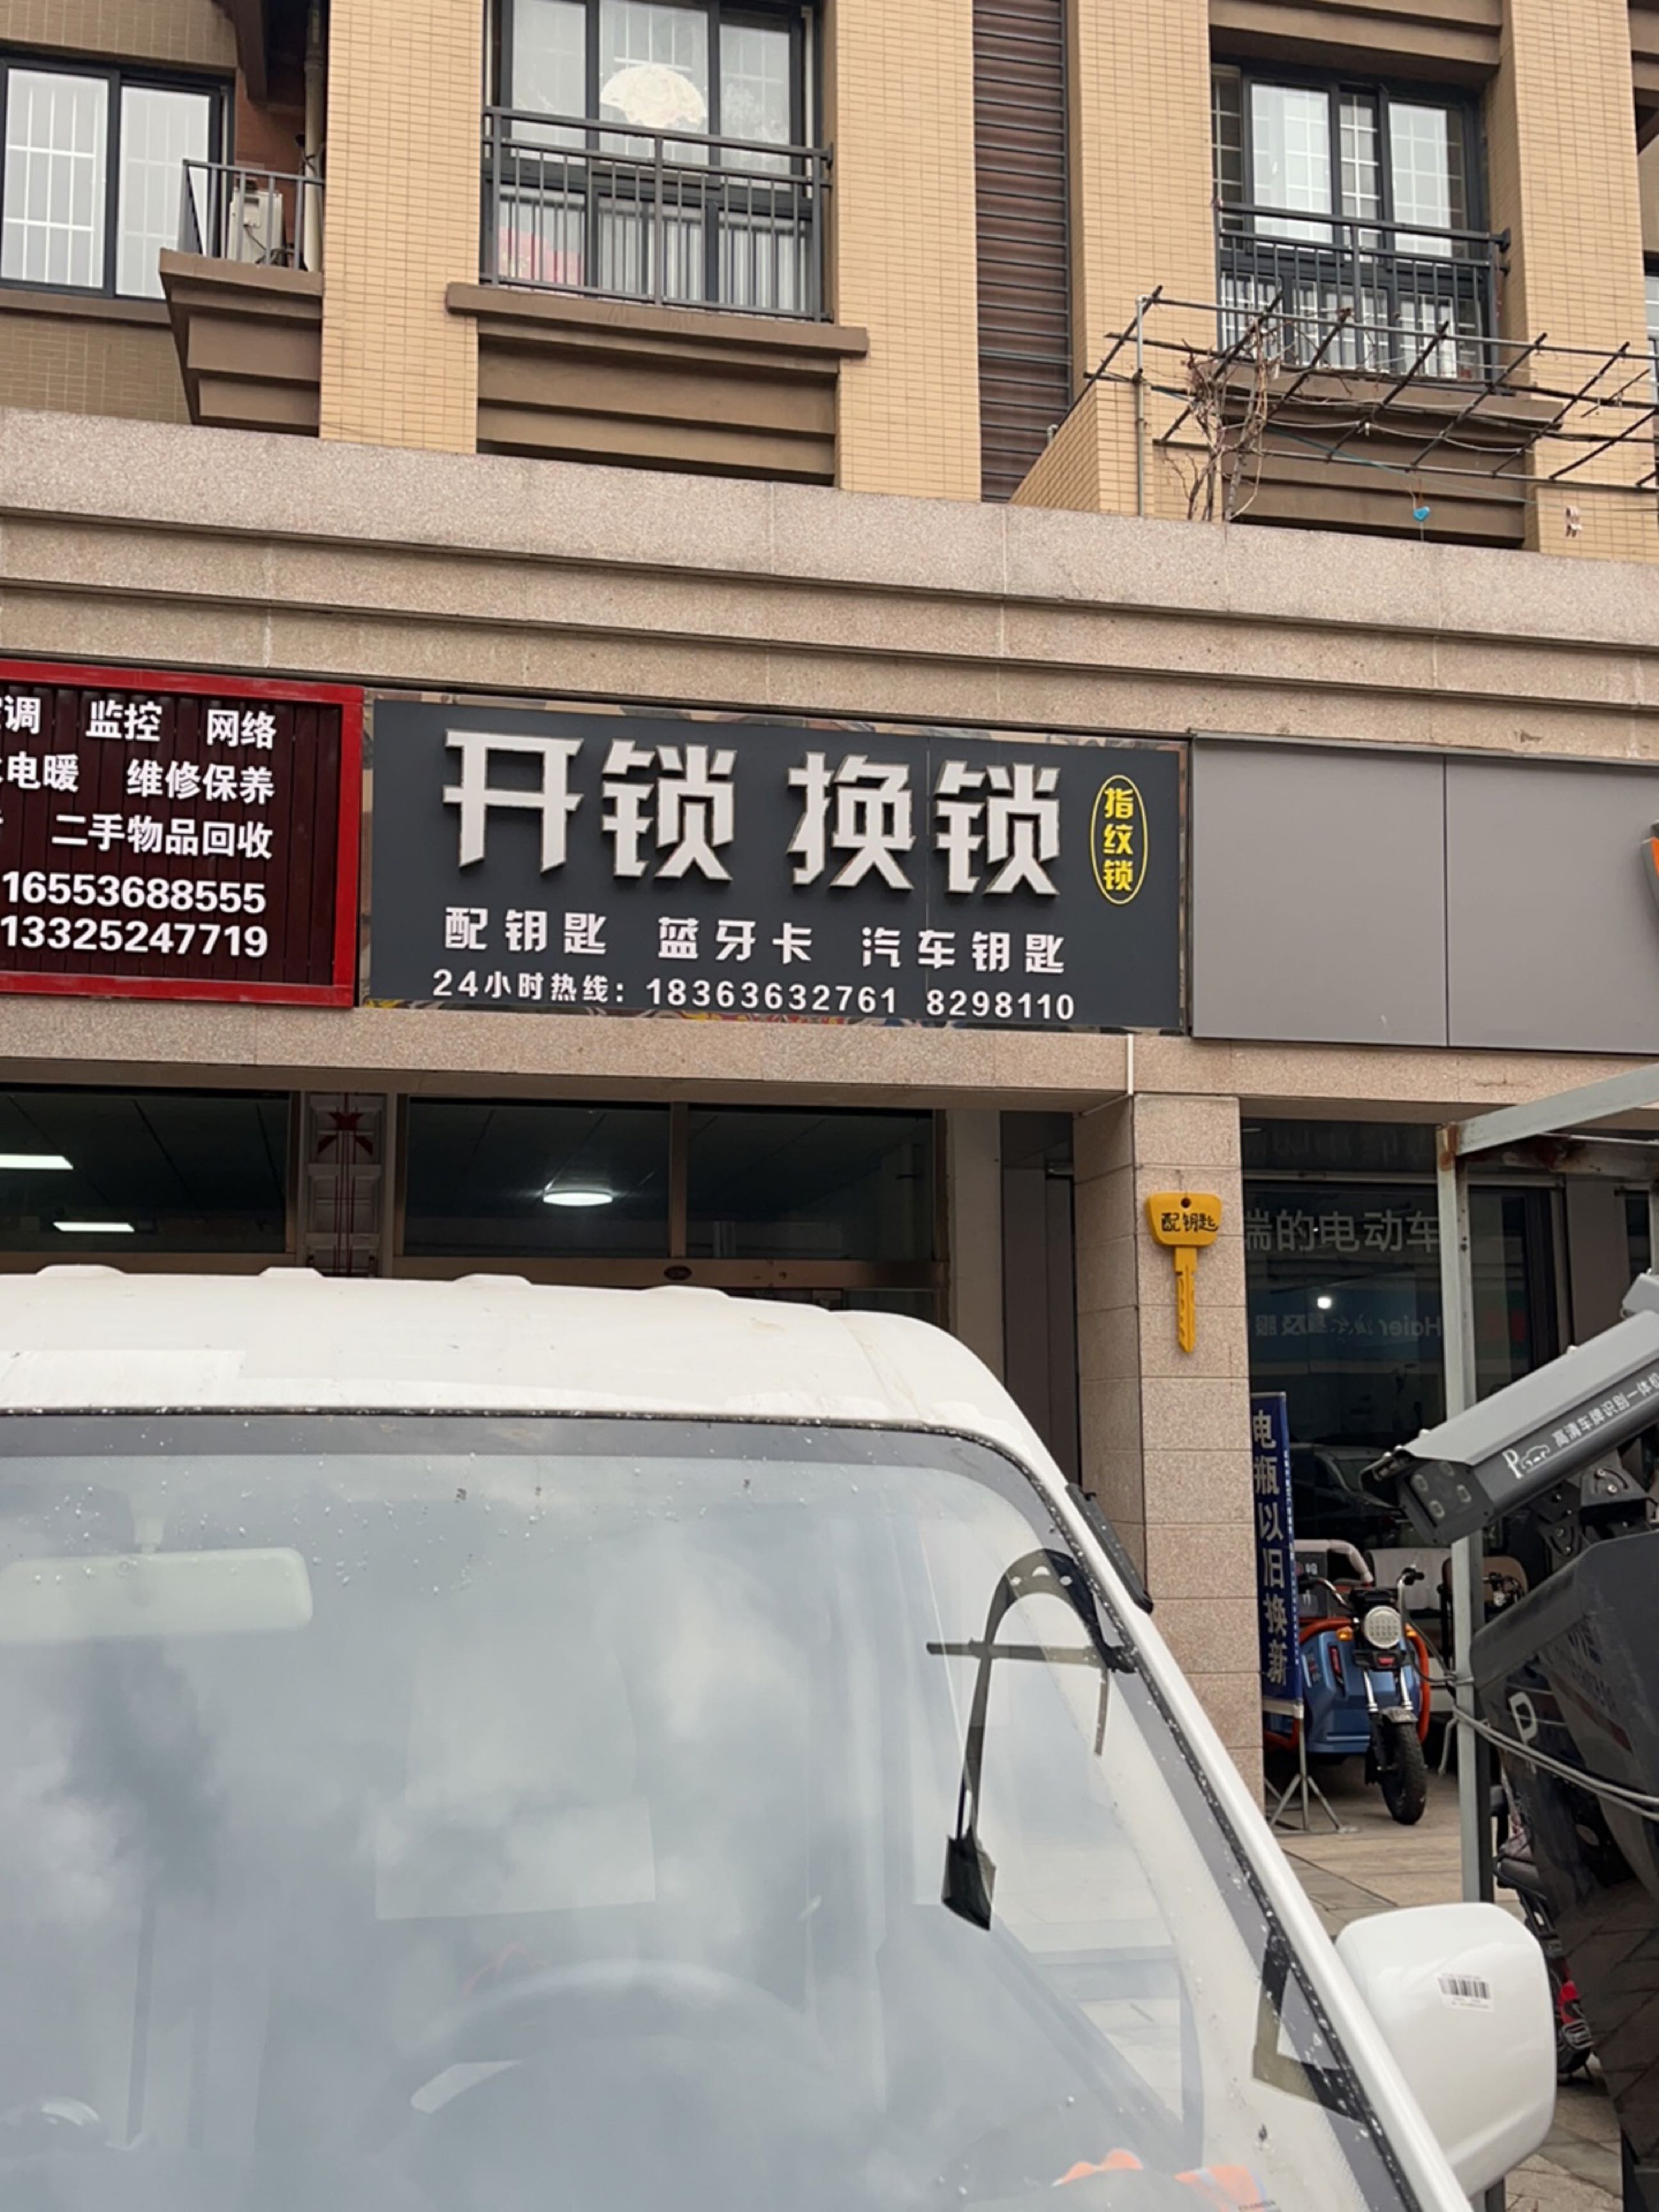 调 监控 网络
电暖 维修保养
二手物品回收
16553688555
13325247719
开锁 换锁
指纹锁
配钥匙 蓝牙卡 汽车钥匙
24小时热线：18363632761 8298110
配钥匙
端的电动车
Haier
高清车牌识别一体机
电瓶以旧换新